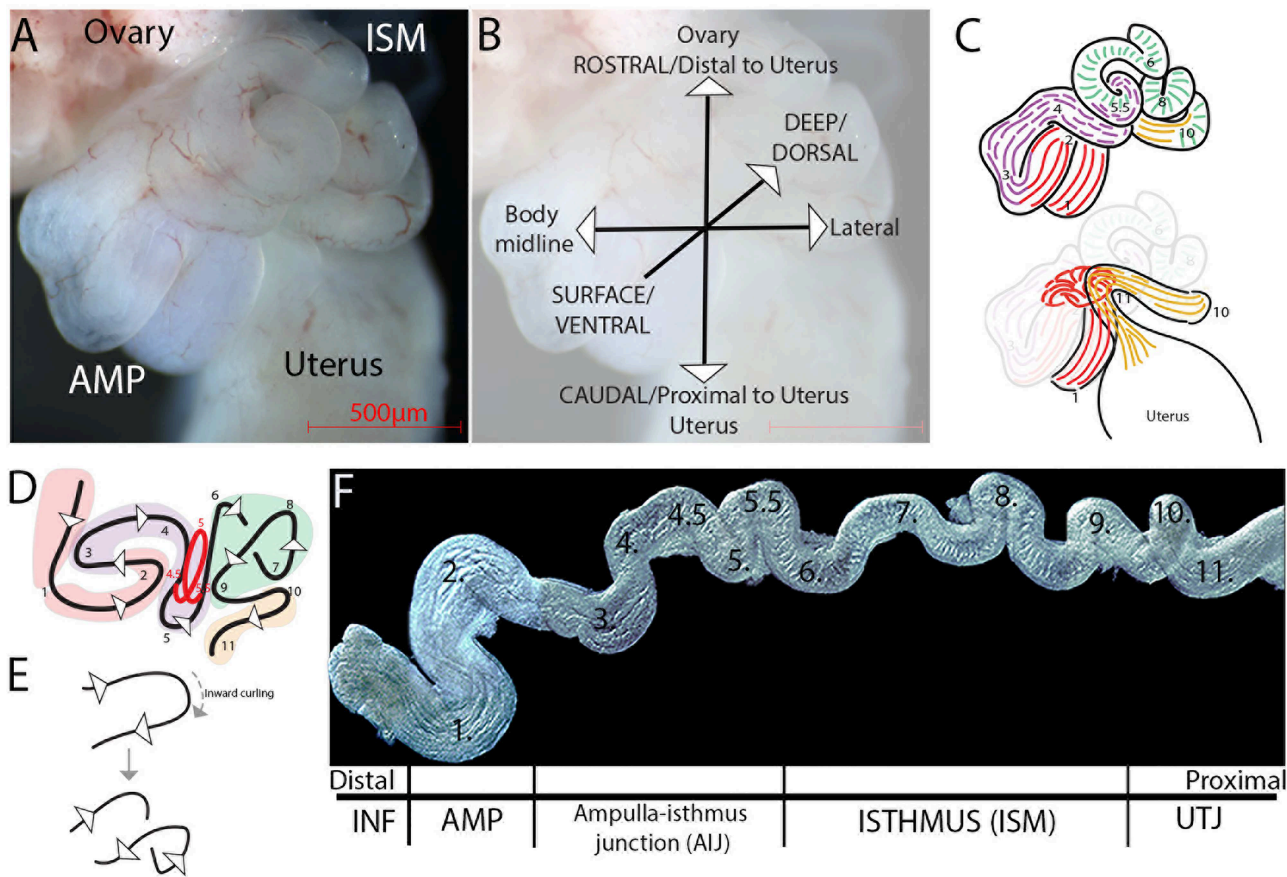 A
Ovary
ISM
AMP
Uterus
500μm
B
Ovary
ROSTRAL/Distal to Uterus
DEEP/
DORSAL
Body
midline
Lateral
SURFACE/
VENTRAL
CAUDAL/Proximal to Uterus
Uterus
C
6
5.5
8
4
10
2
3
1
6
8
3
11
10
1
Uterus
D
6
8
5
4
3
4.5
2
7
5.5
9
1
10
5
11
E
Inward curling
F
1.
2.
3.
4.
4.5
5.
5.5
6.
7.
8.
9.
10.
11.
Distal
Proximal
INF
AMP
Ampulla-isthmus
junction (AIJ)
ISTHMUS (ISM)
UTJ